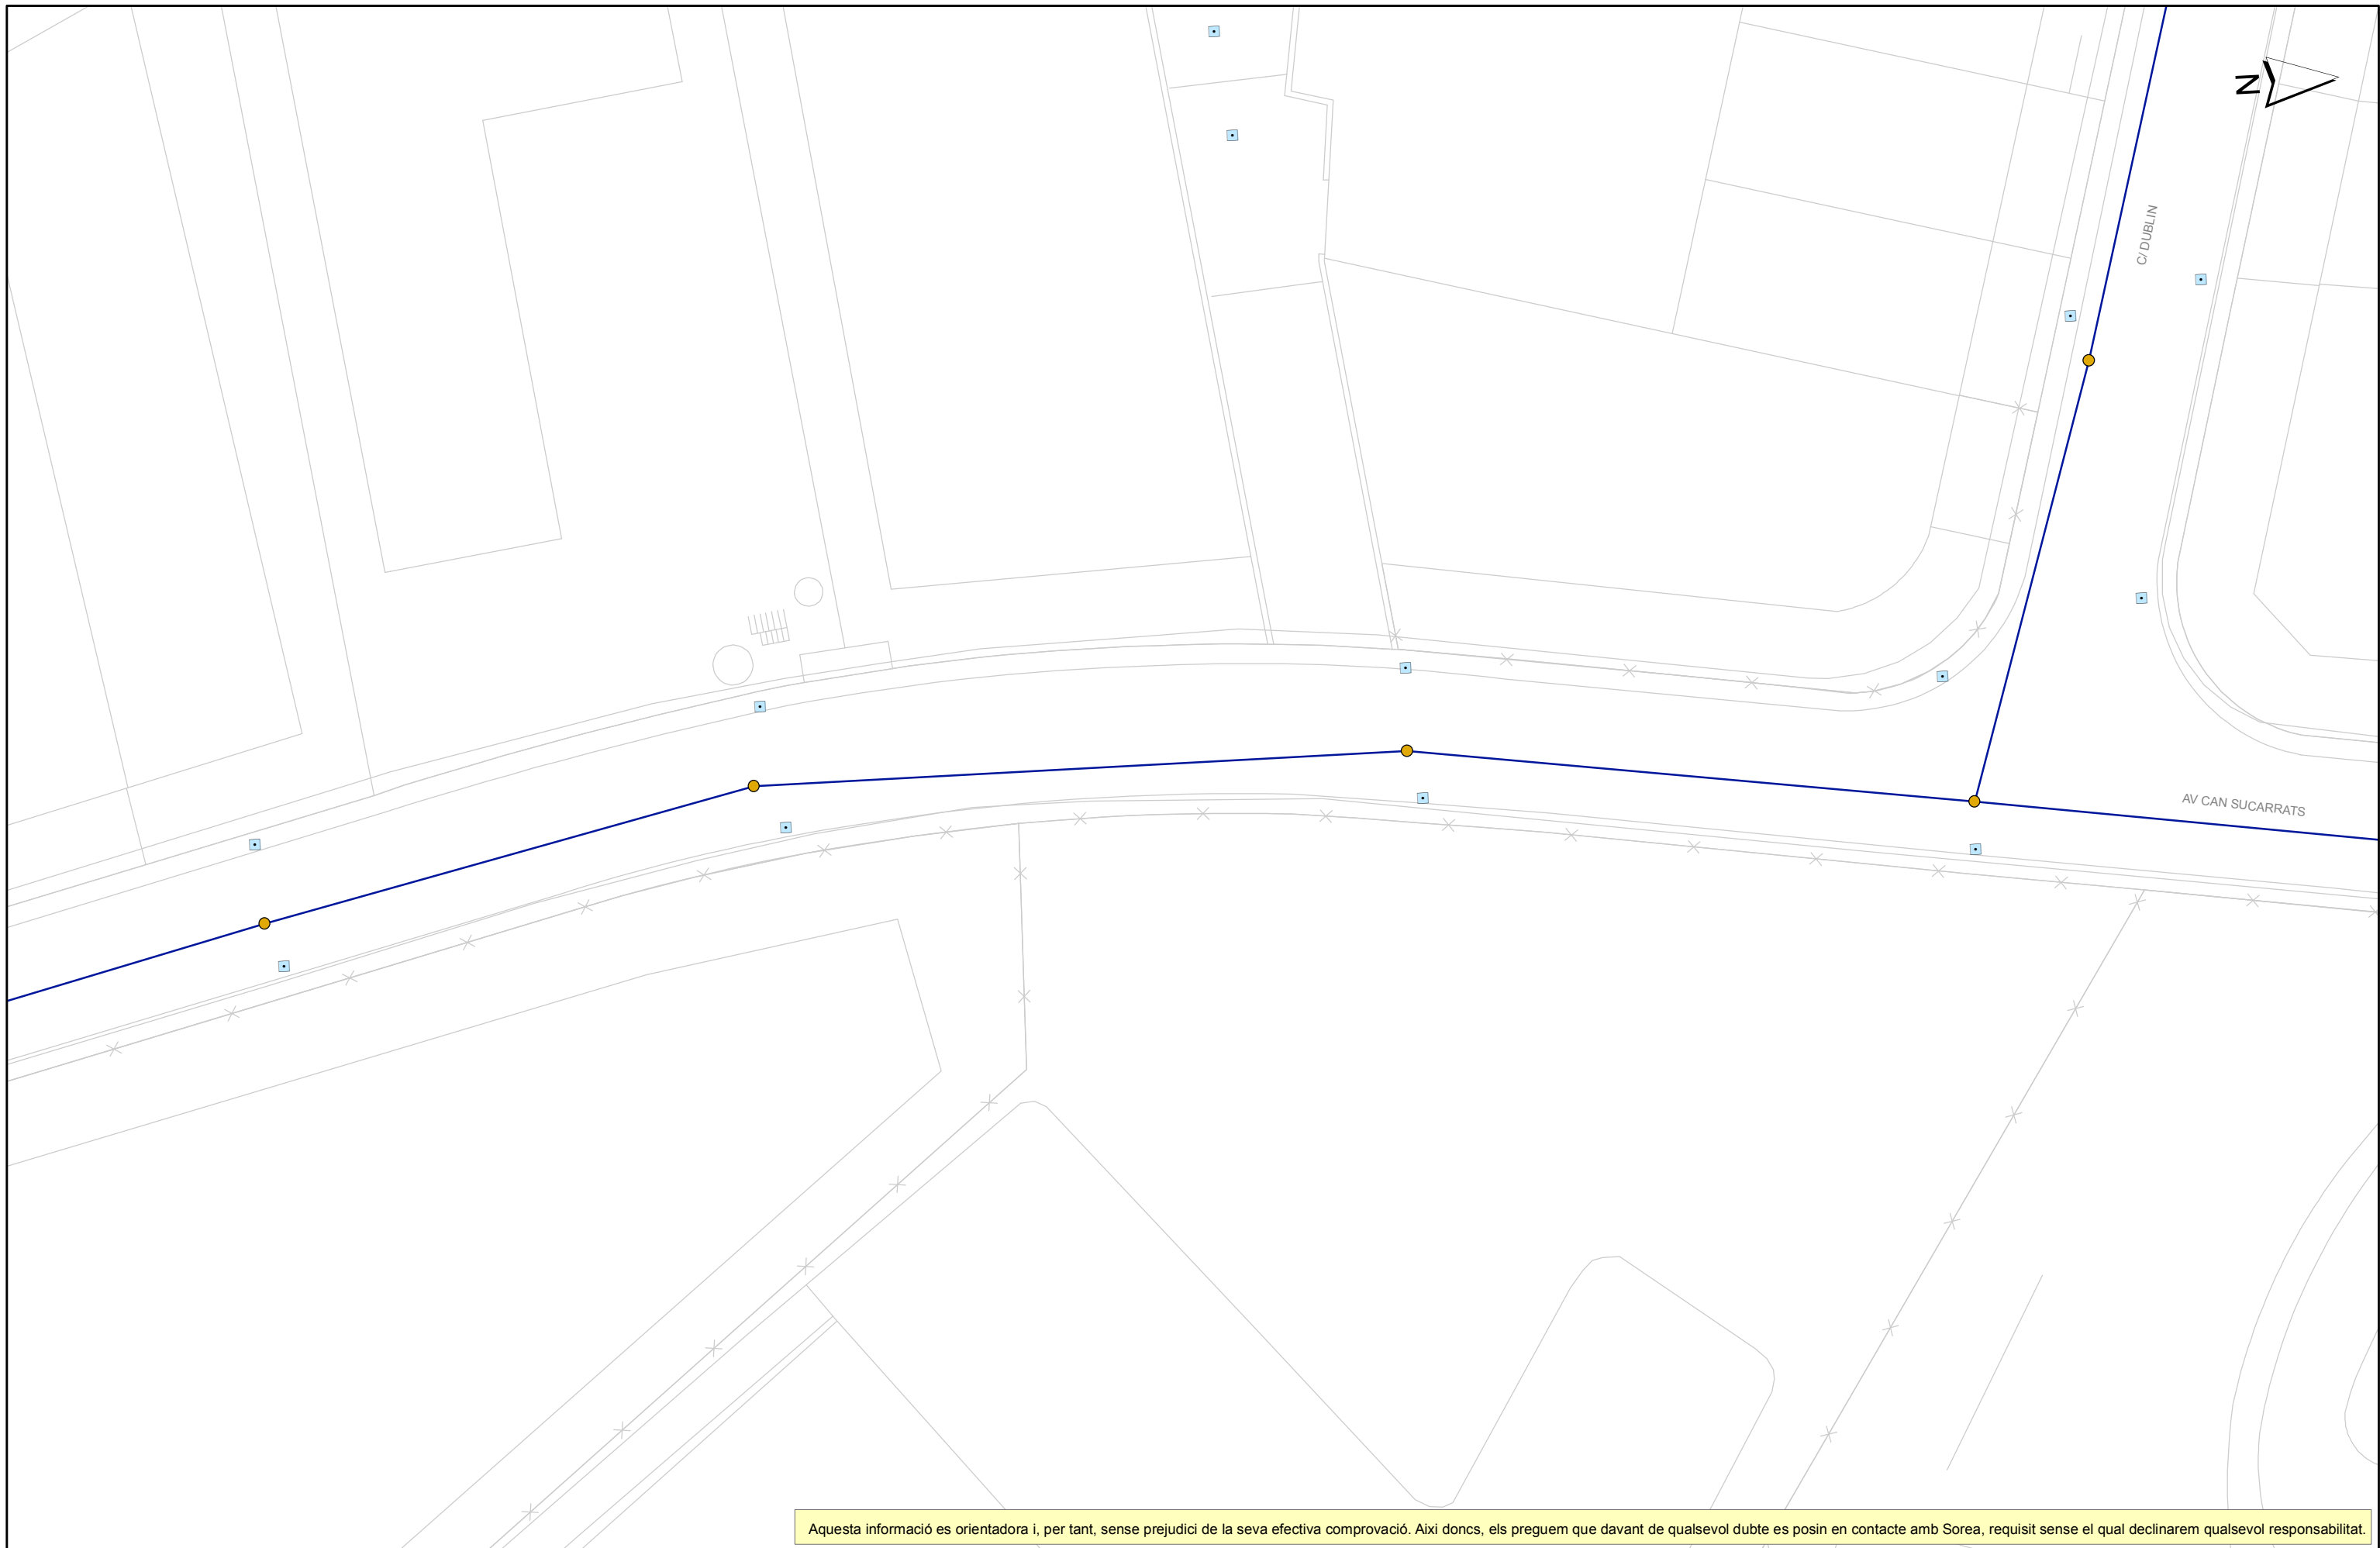 N
C/ DUBLIN
AV CAN SUCARRATS
Aquesta informació es orientadora i, per tant, sense prejudici de la seva efectiva comprovació. Aixi doncs, els preguem que davant de qualsevol dubte es posin en contacte amb Sorea, requisit sense el qual declinarem qualsevol responsabilitat.